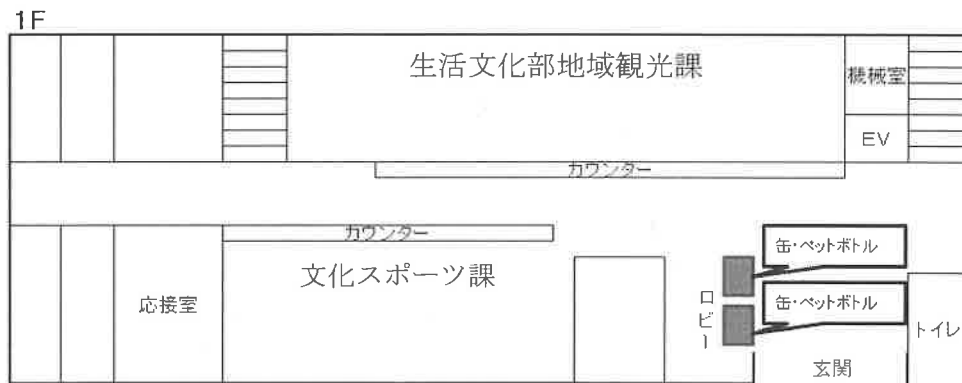 1F
生活文化部地域観光課
機械室
EV
カウンター
カウンター
缶・ペットボトル
文化スポーツ課
応接室
ロビー
缶・ペットボトル
トイレ
玄関